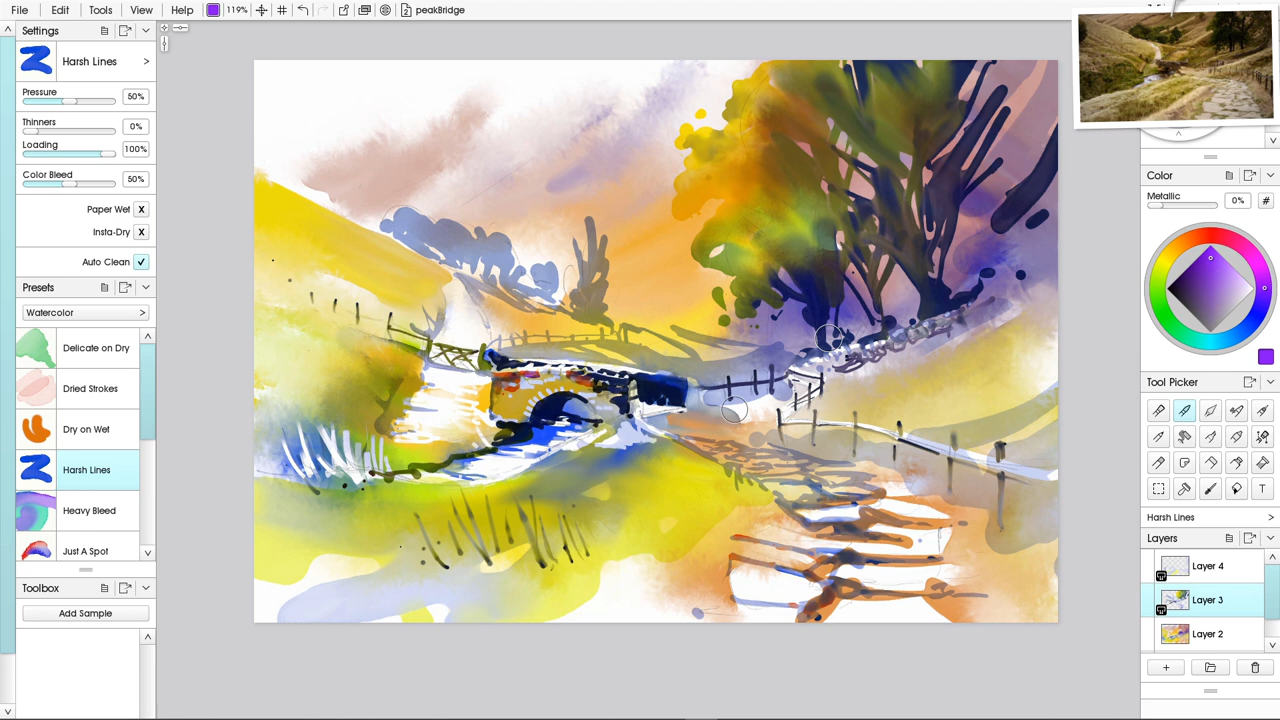 File Edit Tools View Help 119% peakBridge
Settings
Harsh Lines >
Pressure
50%
Thinners
0%
Loading
100%
Color Bleed
50%
Paper Wet X
Insta-Dry X
Auto Clean ✓
Presets
Watercolor >
Delicate on Dry
Dried Strokes
Dry on Wet
Harsh Lines
Heavy Bleed
Just A Spot
Toolbox
Add Sample
Color
Metallic
0% #
Tool Picker
T
Harsh Lines >
Layers
Layer 4
Layer 3
Layer 2
+